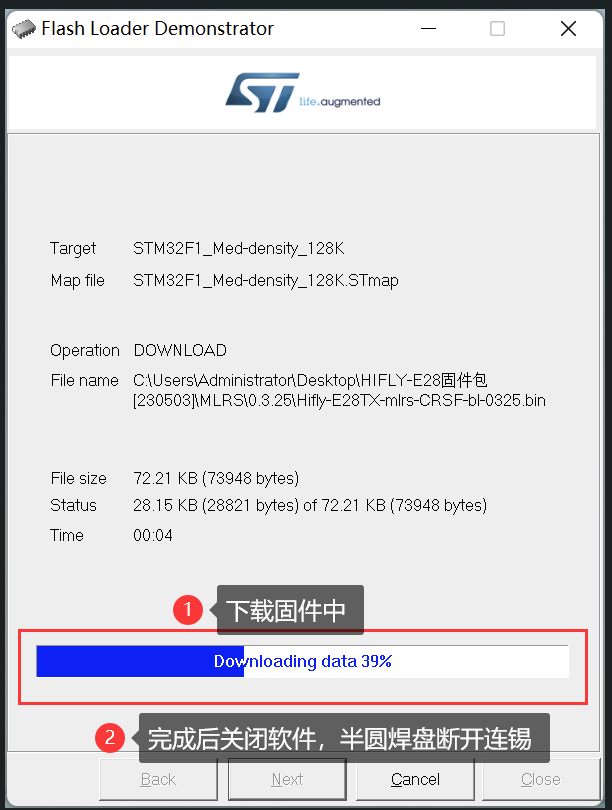 Flash Loader Demonstrator
ST
life.augmented
Target STM32F1_Med-density_128K
Map file STM32F1_Med-density_128K.STmap
Operation DOWNLOAD
File name C:\Users\Administrator\Desktop\HIFLY-E28固件包
[230503]\MLRS\0.3.25\Hifly-E28TX-mlrs-CRSF-bl-0325.bin
File size 72.21 KB (73948 bytes)
Status 28.15 KB (28821 bytes) of 72.21 KB (73948 bytes)
Time 00:04
1 下载固件中
Downloading data 39%
2 完成后关闭软件，半圆焊盘断开连锡
Back Next Cancel Close